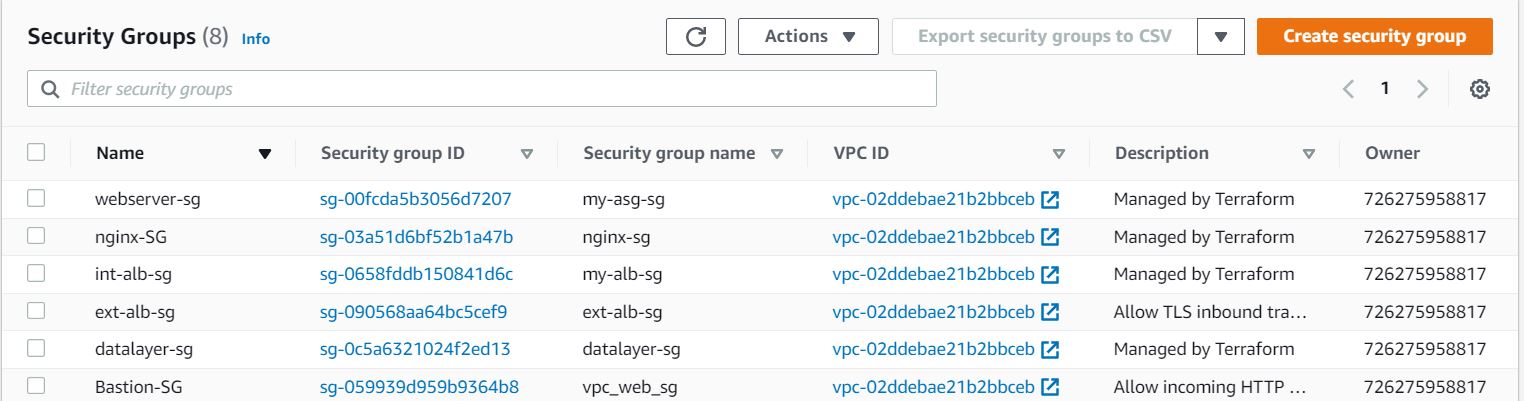 Security Groups (8) Info Actions Export security groups to CSV Create security group
Filter security groups 1
Name Security group ID Security group name VPC ID Description Owner
webserver-sg sg-00fcda5b3056d7207 my-asg-sg vpc-02ddebae21b2bbceb Managed by Terraform 726275958817
nginx-SG sg-03a51d6bf52b1a47b nginx-sg vpc-02ddebae21b2bbceb Managed by Terraform 726275958817
int-alb-sg sg-0658fddb150841d6c my-alb-sg vpc-02ddebae21b2bbceb Managed by Terraform 726275958817
ext-alb-sg sg-090568aa64bc5cef9 ext-alb-sg vpc-02ddebae21b2bbceb Allow TLS inbound tra... 726275958817
datalayer-sg sg-0c5a6321024f2ed13 datalayer-sg vpc-02ddebae21b2bbceb Managed by Terraform 726275958817
Bastion-SG sg-059939d959b9364b8 vpc_web_sg vpc-02ddebae21b2bbceb Allow incoming HTTP ... 726275958817